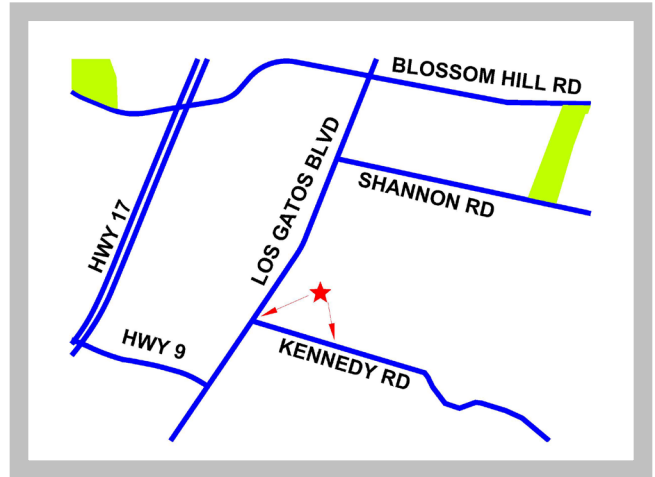 BLOSSOM HILL RD
LOS GATOS BLVD
SHANNON RD
HWY 17
HWY 9
KENNEDY RD